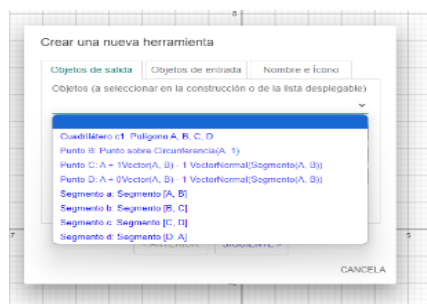 Crear una nueva herramienta
Objetos de salida Objetos de entrada Nombre e Ícono
Objetos (a seleccionar en la construcción o de la lista desplegable)
Cuadrilátero c1: Polígono A, B, C, D
Punto B: Punto sobre Circunferencia(A, 1)
Punto C: A + 1Vector(A, B) - 1 VectorNormal(Segmento(A, B))
Punto D: A + 0Vector(A, B) - 1 VectorNormal(Segmento(A, B))
Segmento a: Segmento [A, B]
Segmento b: Segmento [B, C]
Segmento c: Segmento [C, D]
Segmento d: Segmento [D, A]
7 5
CANCELA